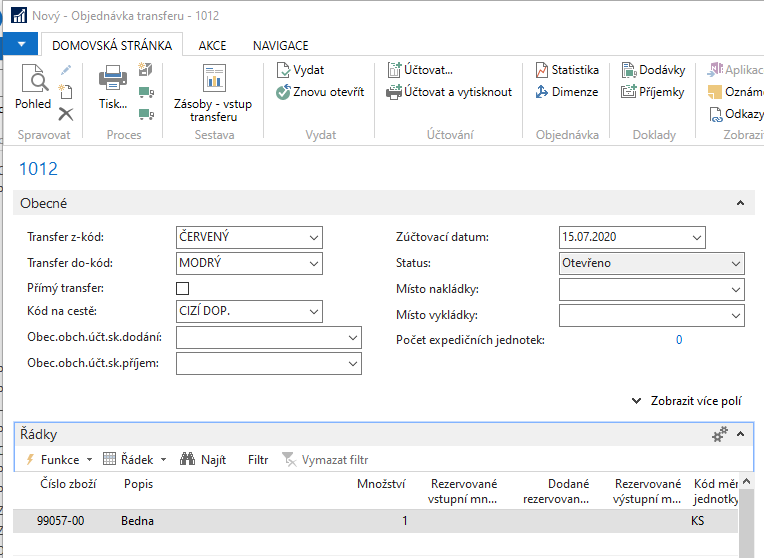 Nový - Objednávka transferu - 1012
DOMOVSKÁ STRÁNKA AKCE NAVIGACE
Pohled
Spravovat
Tisk...
Proces
Zásoby - vstup
transferu
Sestava
Vydat
Znovu otevřít
Vydat
Účtovat...
Účtovat a vytisknout
Účtování
Statistika
Dimenze
Objednávka
Dodávky
Příjemky
Doklady
Aplikac
Oznáme
Odkazy
Zobrazi
1012
Obecné
Transfer z-kód: ČERVENÝ
Transfer do-kód: MODRÝ
Přímý transfer:
Kód na cestě: CIZÍ DOP.
Obec.obch.účt.sk.dodání:
Obec.obch.účt.sk.příjem:
Zúčtovací datum: 15.07.2020
Status: Otevřeno
Místo nakládky:
Místo vykládky:
Počet expedičních jednotek: 0
Zobrazit více polí
Řádky
Funkce Řádek Najít Filtr Vymazat filtr
Číslo zboží Popis Množství Rezervované Dodané Rezervované Kód měr
vstupní mn... rezervovan... výstupní m... jednotky
99057-00 Bedna 1 KS